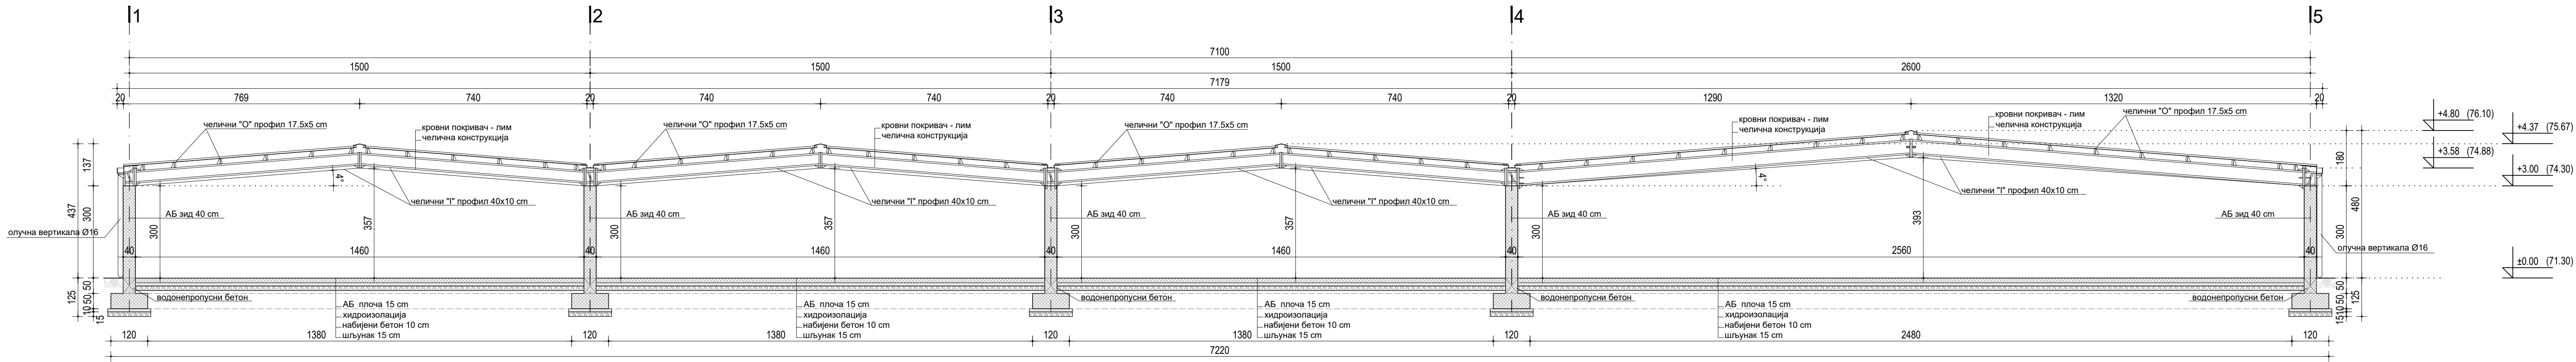 1 2 3 4 5
7100
1500 1500 1500 2600
7179
20 769 740 20 740 740 20 740 740 20 1290 1320 20
+4.80 (76.10)
+4.37 (75.67)
+3.58 (74.88)
+3.00 (74.30)
±0.00 (71.30)
челични "О" профил 17.5x5 cm
кровни покривач - лим
челична конструкција
челични "О" профил 17.5x5 cm
кровни покривач - лим
челична конструкција
челични "О" профил 17.5x5 cm
кровни покривач - лим
челична конструкција
кровни покривач - лим
челична конструкција
челични "О" профил 17.5x5 cm
137
180
4°
4°
челични "I" профил 40x10 cm
челични "I" профил 40x10 cm
челични "I" профил 40x10 cm
челични "I" профил 40x10 cm
АБ зид 40 cm
АБ зид 40 cm
АБ зид 40 cm
АБ зид 40 cm
АБ зид 40 cm
437 300 300 357 300 357 300 357 300 393 300 480
олучна вертикала Ø16
олучна вертикала Ø16
40 1460 40 1460 40 1460 40 2560 40
125 50 50 10 15
50 50 10 15 125
водонепропусни бетон
водонепропусни бетон
водонепропусни бетон
водонепропусни бетон
АБ плоча 15 cm
хидроизолација
набијени бетон 10 cm
шљунак 15 cm
АБ плоча 15 cm
хидроизолација
набијени бетон 10 cm
шљунак 15 cm
АБ плоча 15 cm
хидроизолација
набијени бетон 10 cm
шљунак 15 cm
АБ плоча 15 cm
хидроизолација
набијени бетон 10 cm
шљунак 15 cm
120 1380 120 1380 120 1380 120 2480 120
7220